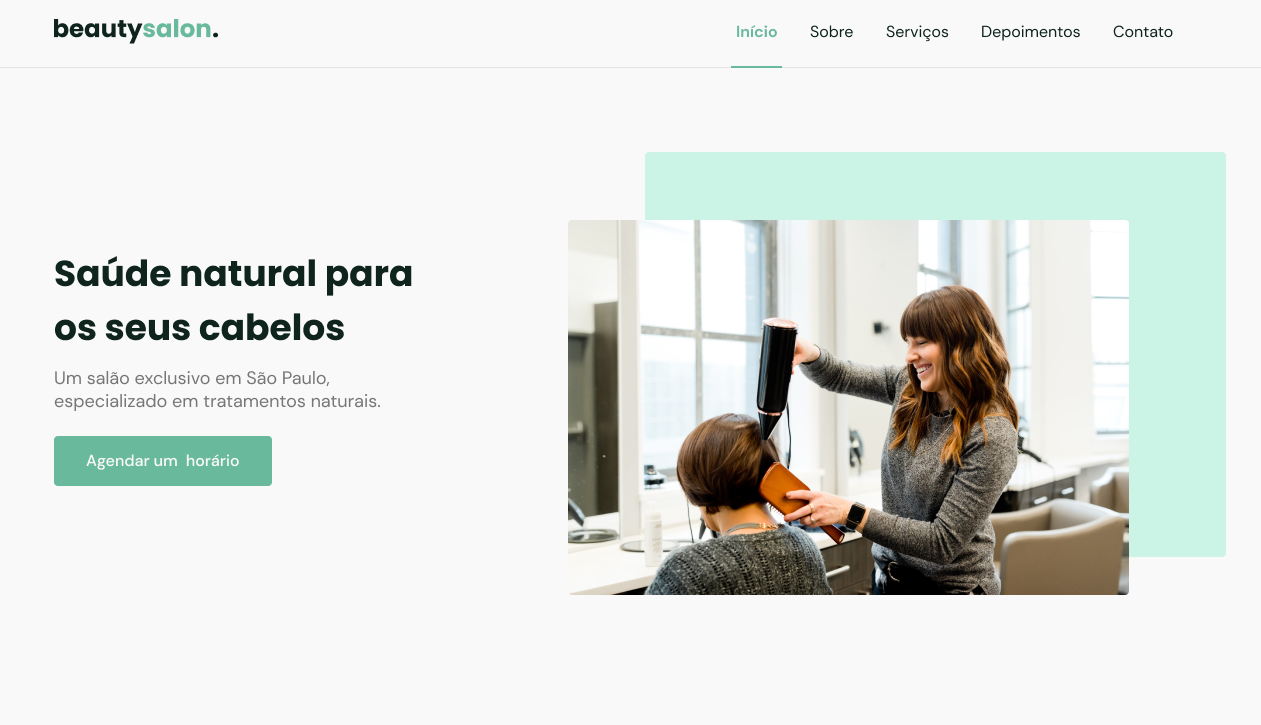 beautysalon.
Início Sobre Serviços Depoimentos Contato
Saúde natural para
os seus cabelos
Um salão exclusivo em São Paulo,
especializado em tratamentos naturais.
Agendar um  horário